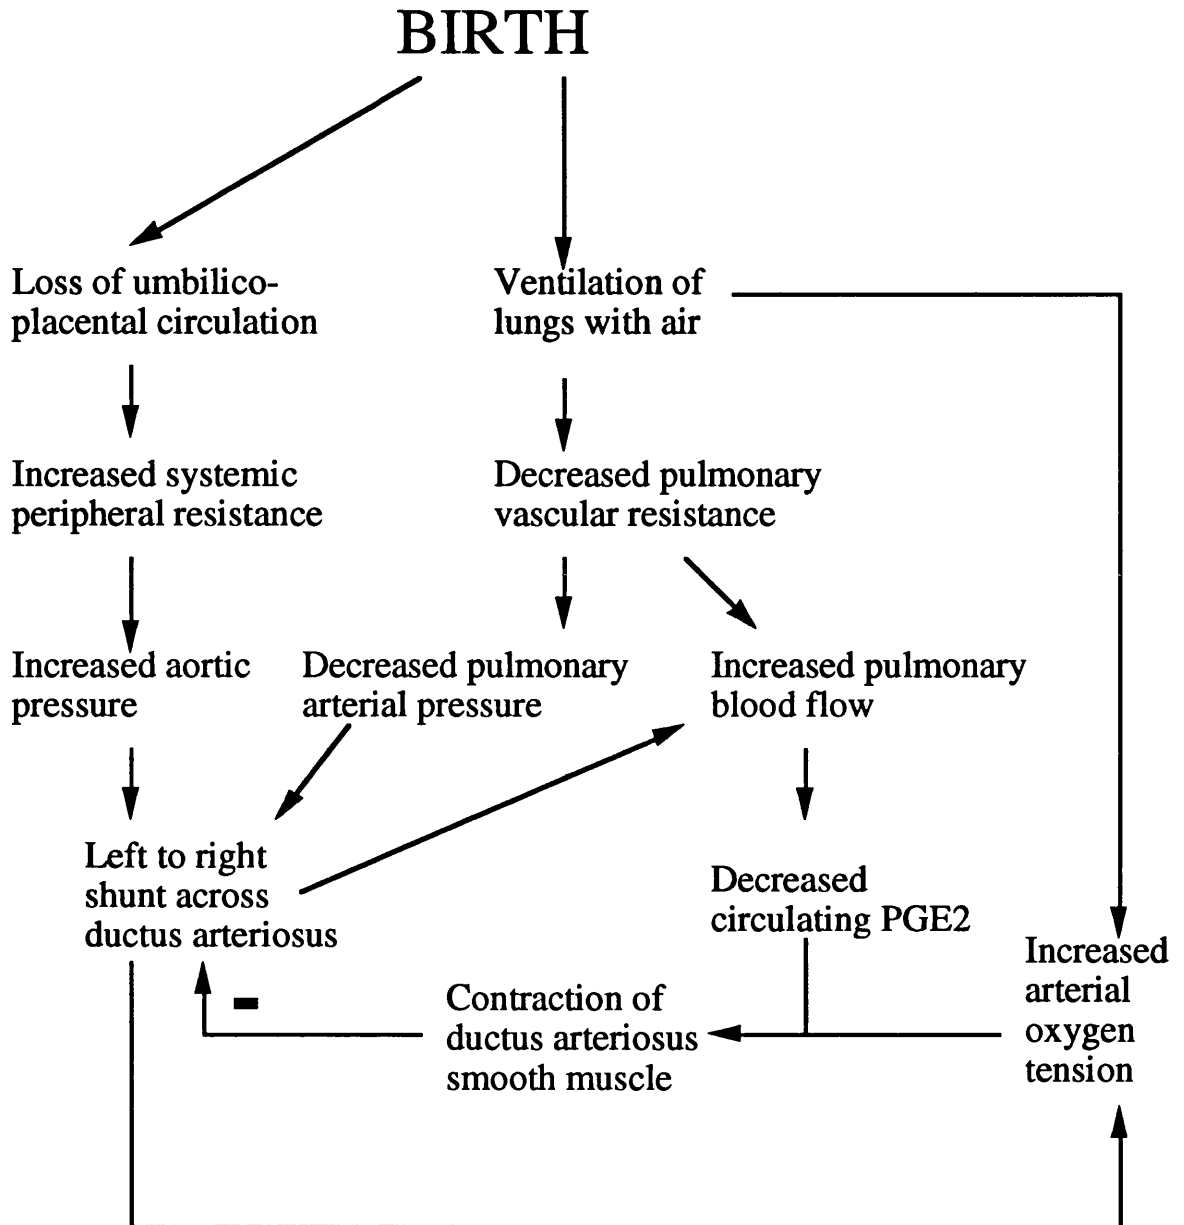 BIRTH
Loss of umbilico-
placental circulation
Ventilation of
lungs with air
Increased systemic
peripheral resistance
Decreased pulmonary
vascular resistance
Increased aortic
pressure
Decreased pulmonary
arterial pressure
Increased pulmonary
blood flow
Left to right
shunt across
ductus arteriosus
Decreased
circulating PGE2
Increased
arterial
oxygen
tension
Contraction of
ductus arteriosus
smooth muscle
-